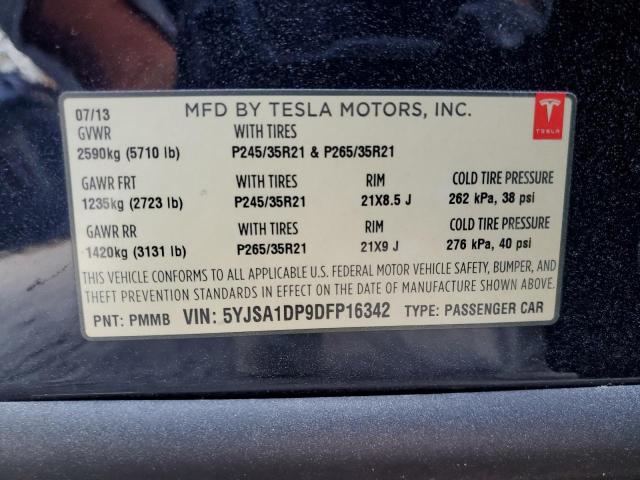 07/13 MFD BY TESLA MOTORS, INC.
TESLA
GVWR WITH TIRES
2590kg (5710 lb) P245/35R21 & P265/35R21
GAWR FRT WITH TIRES RIM COLD TIRE PRESSURE
1235kg (2723 lb) P245/35R21 21X8.5 J 262 kPa, 38 psi
GAWR RR WITH TIRES RIM COLD TIRE PRESSURE
1420kg (3131 lb) P265/35R21 21X9 J 276 kPa, 40 psi
THIS VEHICLE CONFORMS TO ALL APPLICABLE U.S. FEDERAL MOTOR VEHICLE SAFETY, BUMPER, AND
THEFT PREVENTION STANDARDS IN EFFECT ON THE DATE OF MANUFACTURE SHOWN ABOVE.
PNT: PMMB VIN: 5YJSA1DP9DFP16342 TYPE: PASSENGER CAR